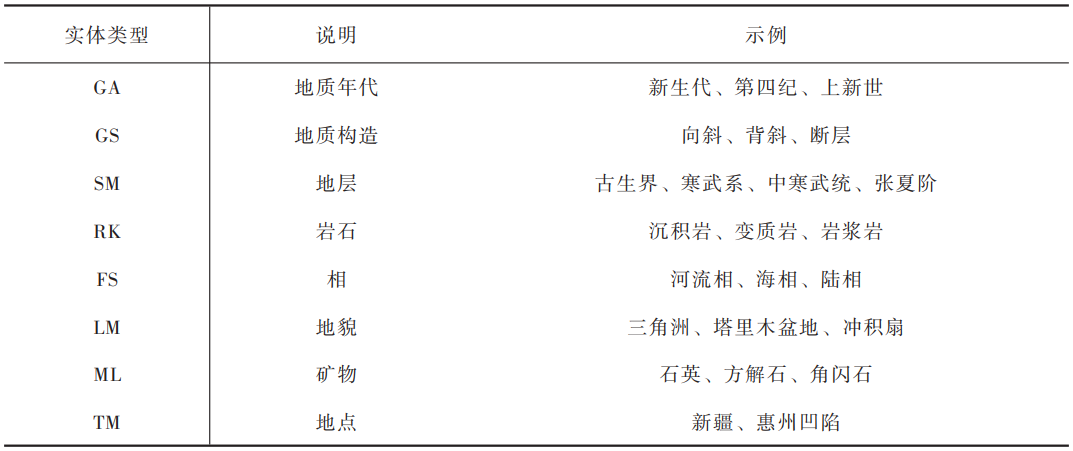 实体类型 说明 示例
GA 地质年代 新生代、第四纪、上新世
GS 地质构造 向斜、背斜、断层
SM 地层 古生界、寒武系、中寒武统、张夏阶
RK 岩石 沉积岩、变质岩、岩浆岩
FS 相 河流相、海相、陆相
LM 地貌 三角洲、塔里木盆地、冲积扇
ML 矿物 石英、方解石、角闪石
TM 地点 新疆、惠州凹陷